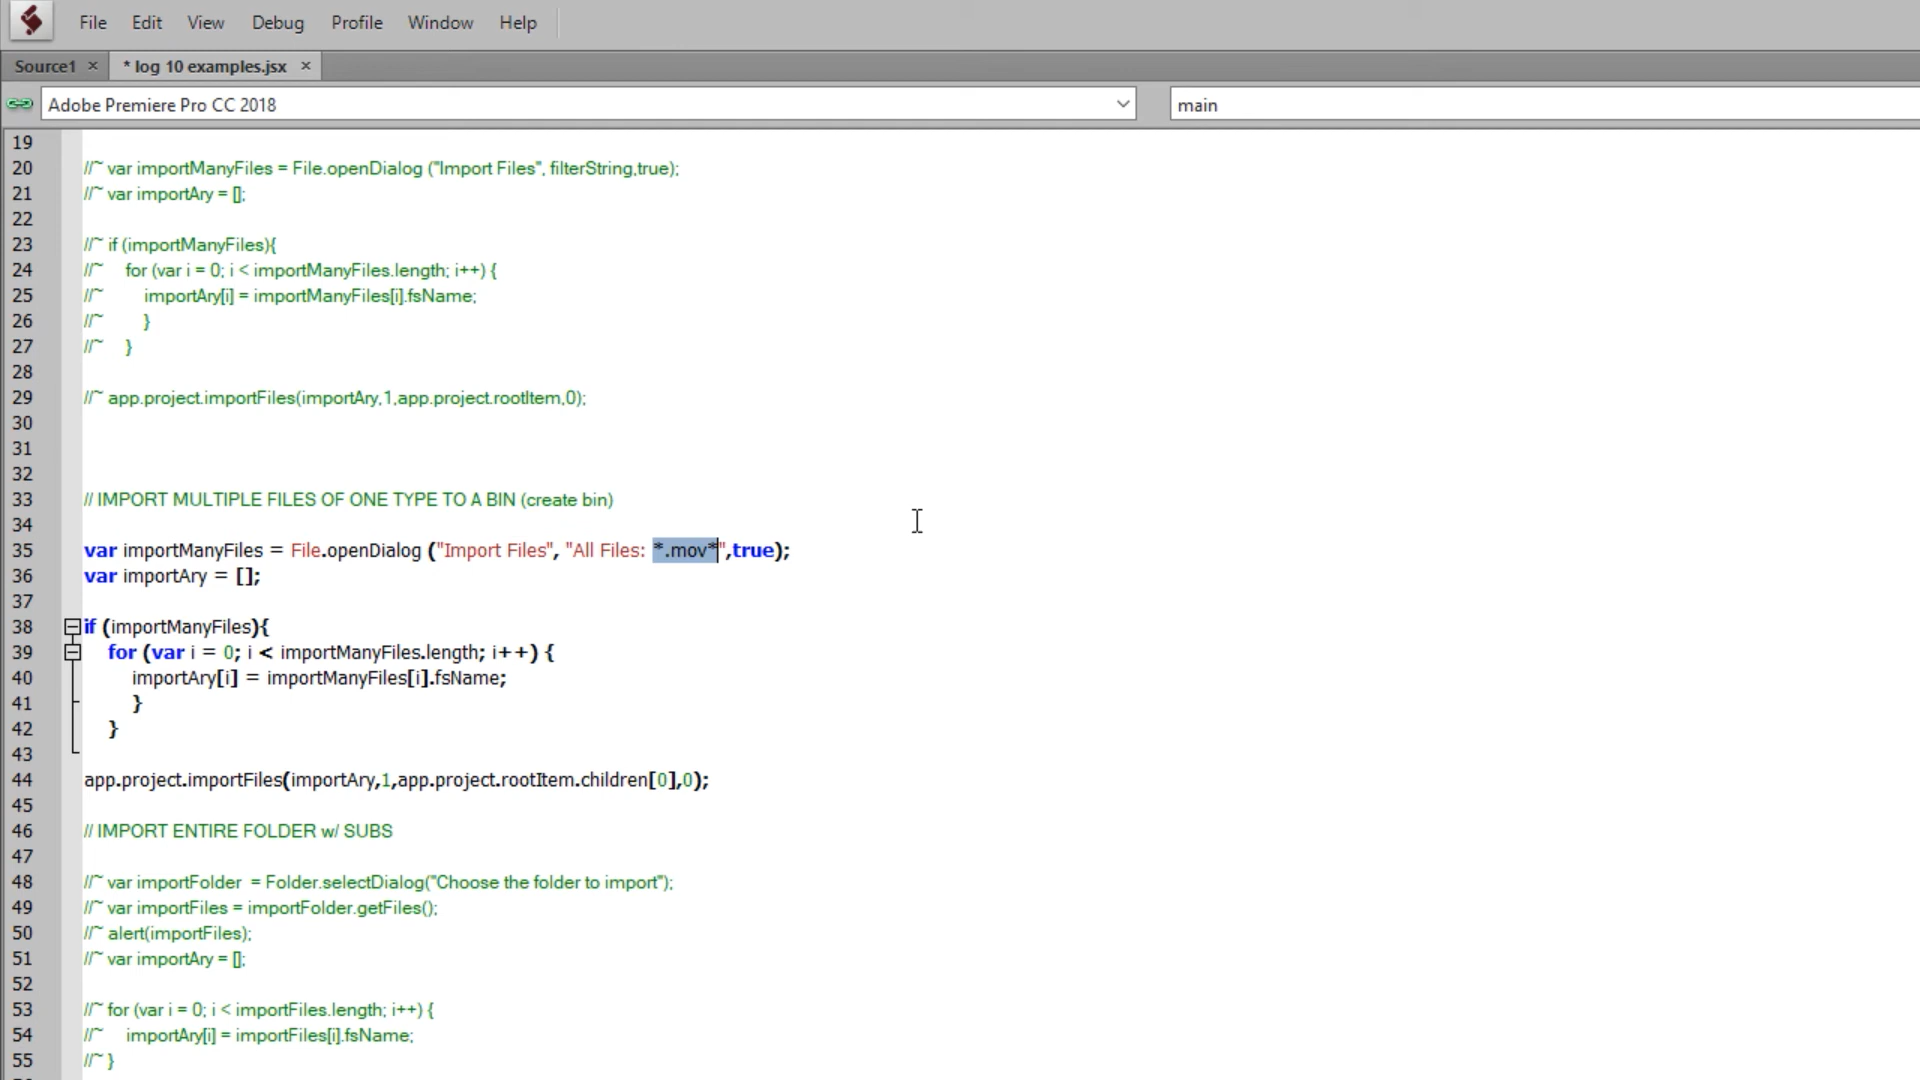 File Edit View Debug Profile Window Help
Source1 × * log 10 examples.jsx ×
Adobe Premiere Pro CC 2018 main
19
20 //~ var importManyFiles = File.openDialog ("Import Files", filterString,true);
21 //~ var importAry = [];
22
23 //~ if (importManyFiles){
24 //~ for (var i = 0; i < importManyFiles.length; i++) {
25 //~ importAry[i] = importManyFiles[i].fsName;
26 //~ }
27 //~ }
28
29 //~ app.project.importFiles(importAry,1,app.project.rootItem,0);
30
31
32
33 // IMPORT MULTIPLE FILES OF ONE TYPE TO A BIN (create bin)
34
35 var importManyFiles = File.openDialog ("Import Files", "All Files: *.mov*",true);
36 var importAry = [];
37
38 if (importManyFiles){
39 for (var i = 0; i < importManyFiles.length; i++) {
40 importAry[i] = importManyFiles[i].fsName;
41 }
42 }
43
44 app.project.importFiles(importAry,1,app.project.rootItem.children[0],0);
45
46 // IMPORT ENTIRE FOLDER w/ SUBS
47
48 //~ var importFolder = Folder.selectDialog("Choose the folder to import");
49 //~ var importFiles = importFolder.getFiles();
50 //~ alert(importFiles);
51 //~ var importAry = [];
52
53 //~ for (var i = 0; i < importFiles.length; i++) {
54 //~ importAry[i] = importFiles[i].fsName;
55 //~ }